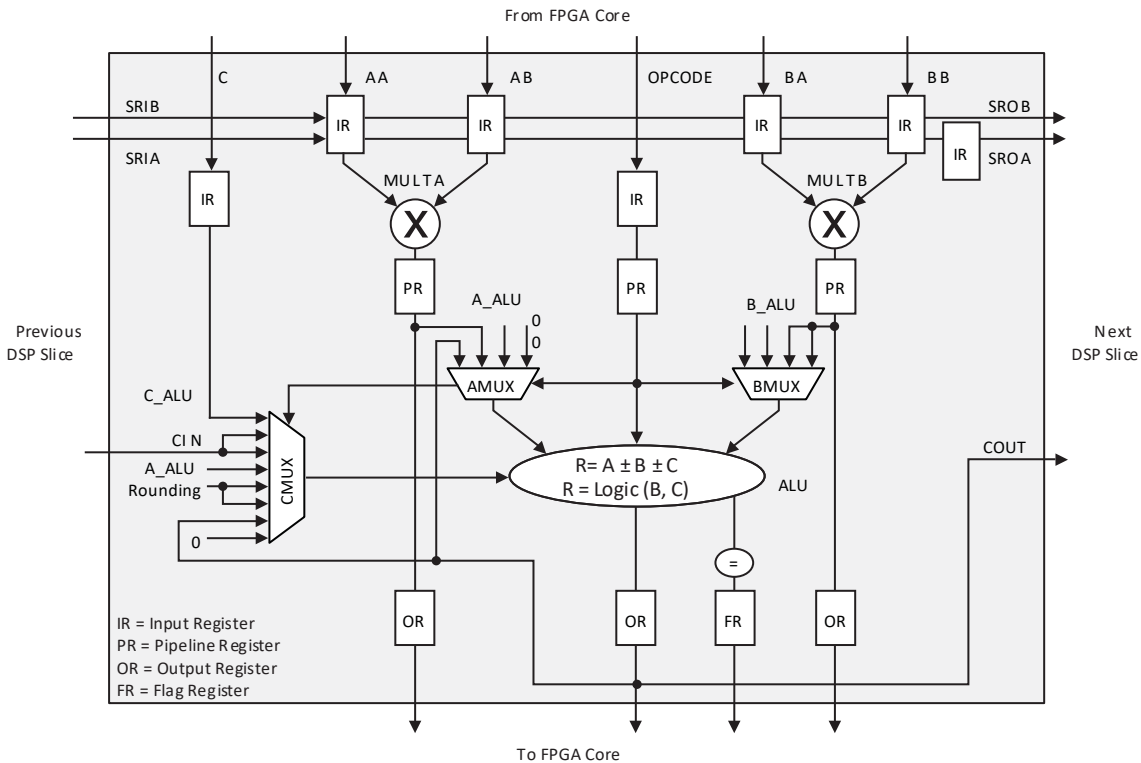 From FPGA Core
C
AA
AB
OPCODE
BA
BB
SRIB
SROB
IR
IR
IR
IR
SRIA
IR
SROA
MULTA
MULTB
IR
IR
X
X
PR
PR
PR
A_ALU
B_ALU
0
0
Previous
DSP Slice
Next
DSP Slice
AMUX
BMUX
C_ALU
CIN
COUT
A_ALU
Rounding
CMUX
R= A ± B ± C
R = Logic (B, C)
ALU
0
=
IR = Input Register
PR = Pipeline Register
OR = Output Register
FR = Flag Register
OR
OR
FR
OR
To FPGA Core